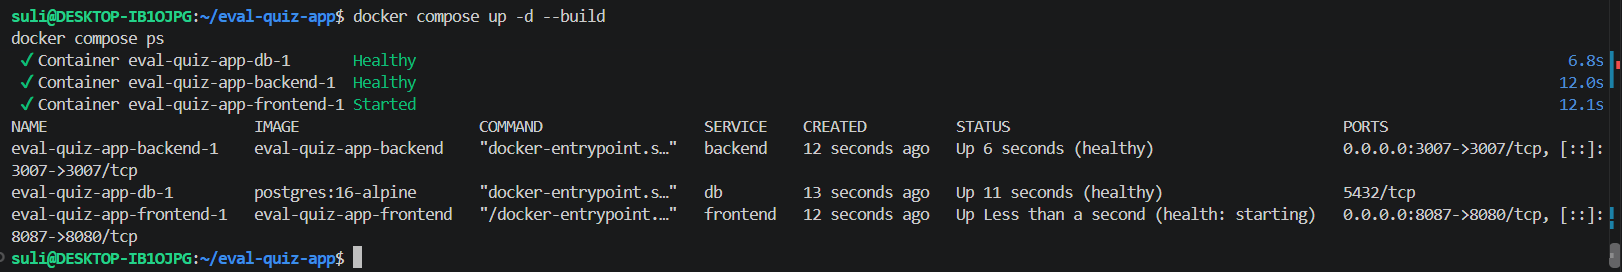 suli@DESKTOP-IB1OJPG:~/eval-quiz-app$ docker compose up -d --build
docker compose ps
✔ Container eval-quiz-app-db-1 Healthy 6.8s
✔ Container eval-quiz-app-backend-1 Healthy 12.0s
✔ Container eval-quiz-app-frontend-1 Started 12.1s
NAME IMAGE COMMAND SERVICE CREATED STATUS PORTS
eval-quiz-app-backend-1 eval-quiz-app-backend "docker-entrypoint.s…" backend 12 seconds ago Up 6 seconds (healthy) 0.0.0.0:3007->3007/tcp, [::]:
3007->3007/tcp
eval-quiz-app-db-1 postgres:16-alpine "docker-entrypoint.s…" db 13 seconds ago Up 11 seconds (healthy) 5432/tcp
eval-quiz-app-frontend-1 eval-quiz-app-frontend "/docker-entrypoint.…" frontend 12 seconds ago Up Less than a second (health: starting) 0.0.0.0:8087->8080/tcp, [::]:
8087->8080/tcp
suli@DESKTOP-IB1OJPG:~/eval-quiz-app$